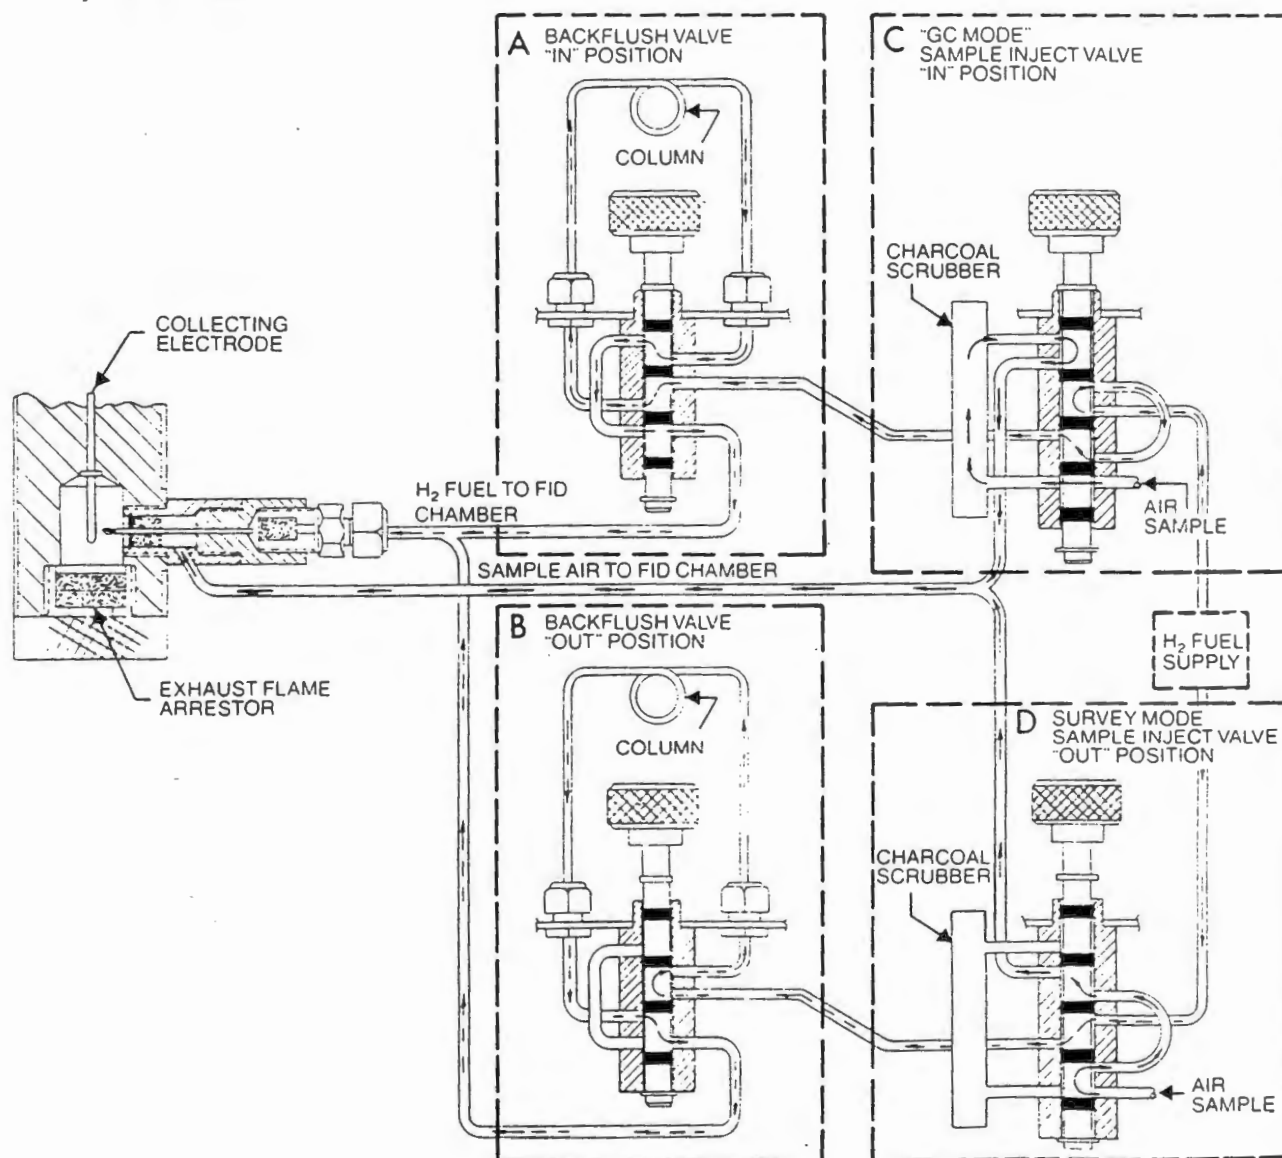 A BACKFLUSH VALVE
"IN" POSITION
COLUMN
C "GC MODE"
SAMPLE INJECT VALVE
"IN" POSITION
CHARCOAL
SCRUBBER
AIR
SAMPLE
COLLECTING
ELECTRODE
H₂ FUEL TO FID
CHAMBER
SAMPLE AIR TO FID CHAMBER
EXHAUST FLAME
ARRESTOR
B BACKFLUSH VALVE
"OUT" POSITION
COLUMN
H₂ FUEL
SUPPLY
D SURVEY MODE
SAMPLE INJECT VALVE
"OUT" POSITION
CHARCOAL
SCRUBBER
AIR
SAMPLE